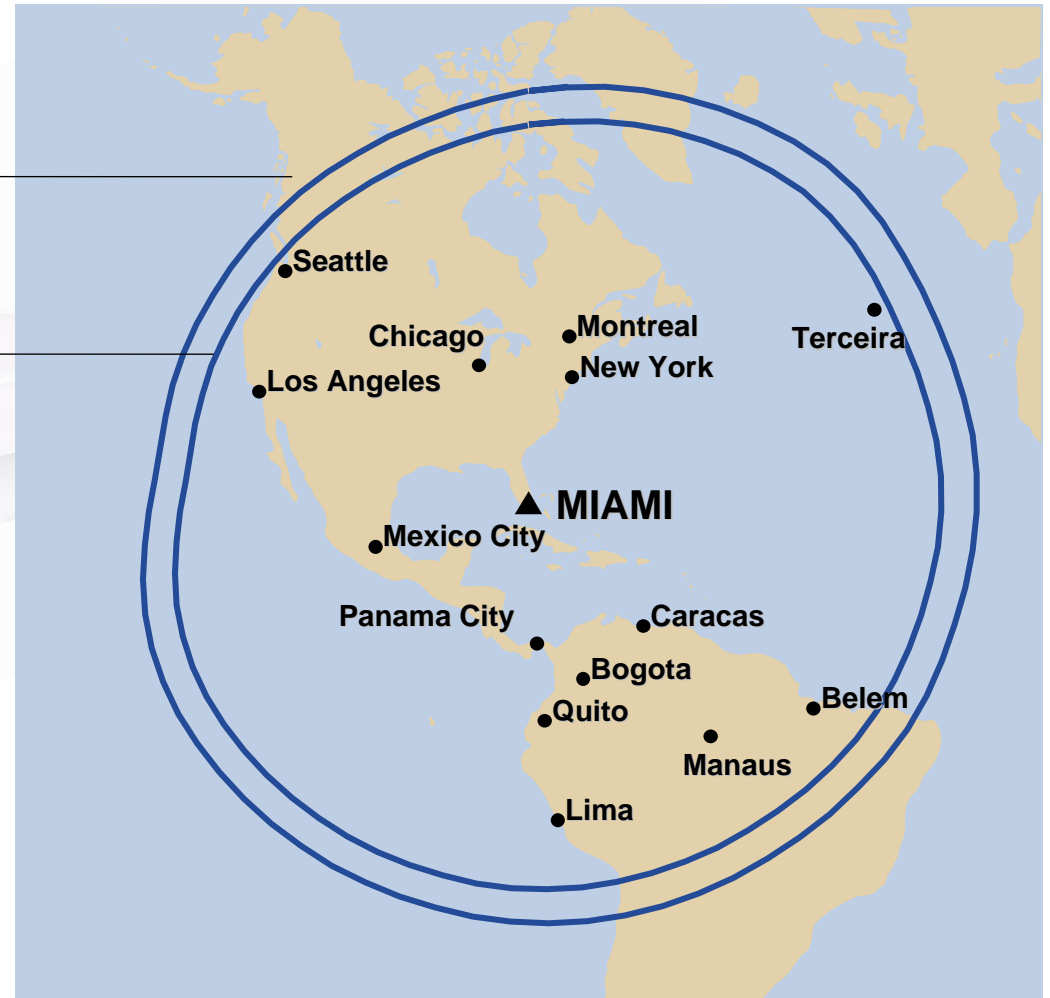 Seattle
Chicago
Montreal
Terceira
New York
Los Angeles
MIAMI
Mexico City
Panama City
Caracas
Bogota
Belem
Quito
Manaus
Lima